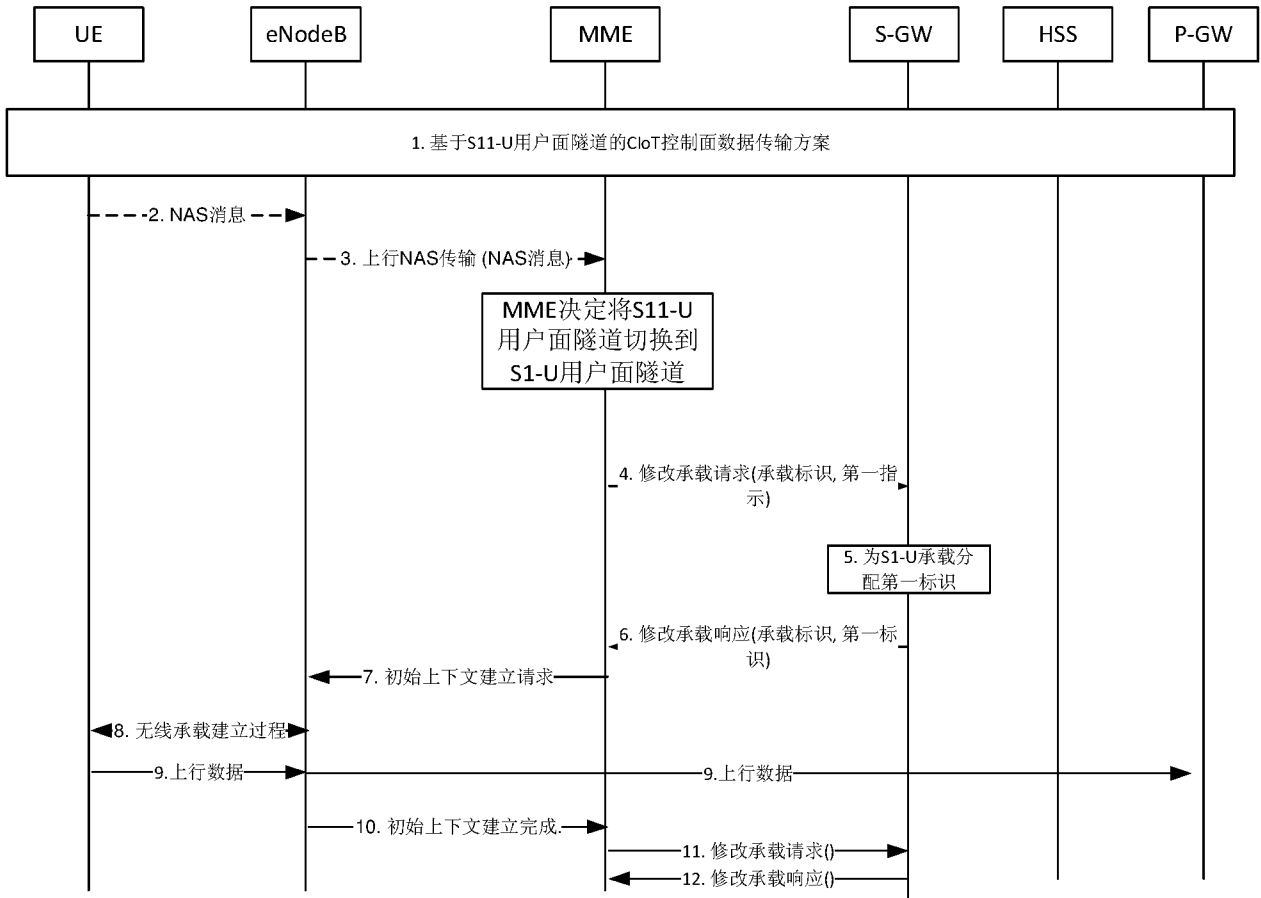 UE
eNodeB
MME
S-GW
HSS
P-GW
1. 基于S11-U用户面隧道的CIoT控制面数据传输方案
2. NAS消息
3. 上行NAS传输 (NAS消息)
MME决定将S11-U
用户面隧道切换到
S1-U用户面隧道
4. 修改承载请求(承载标识, 第一指
示)
5. 为S1-U承载分
配第一标识
6. 修改承载响应(承载标识, 第一标
识)
7. 初始上下文建立请求
8. 无线承载建立过程
9.上行数据
9.上行数据
10. 初始上下文建立完成.
11. 修改承载请求()
12. 修改承载响应()